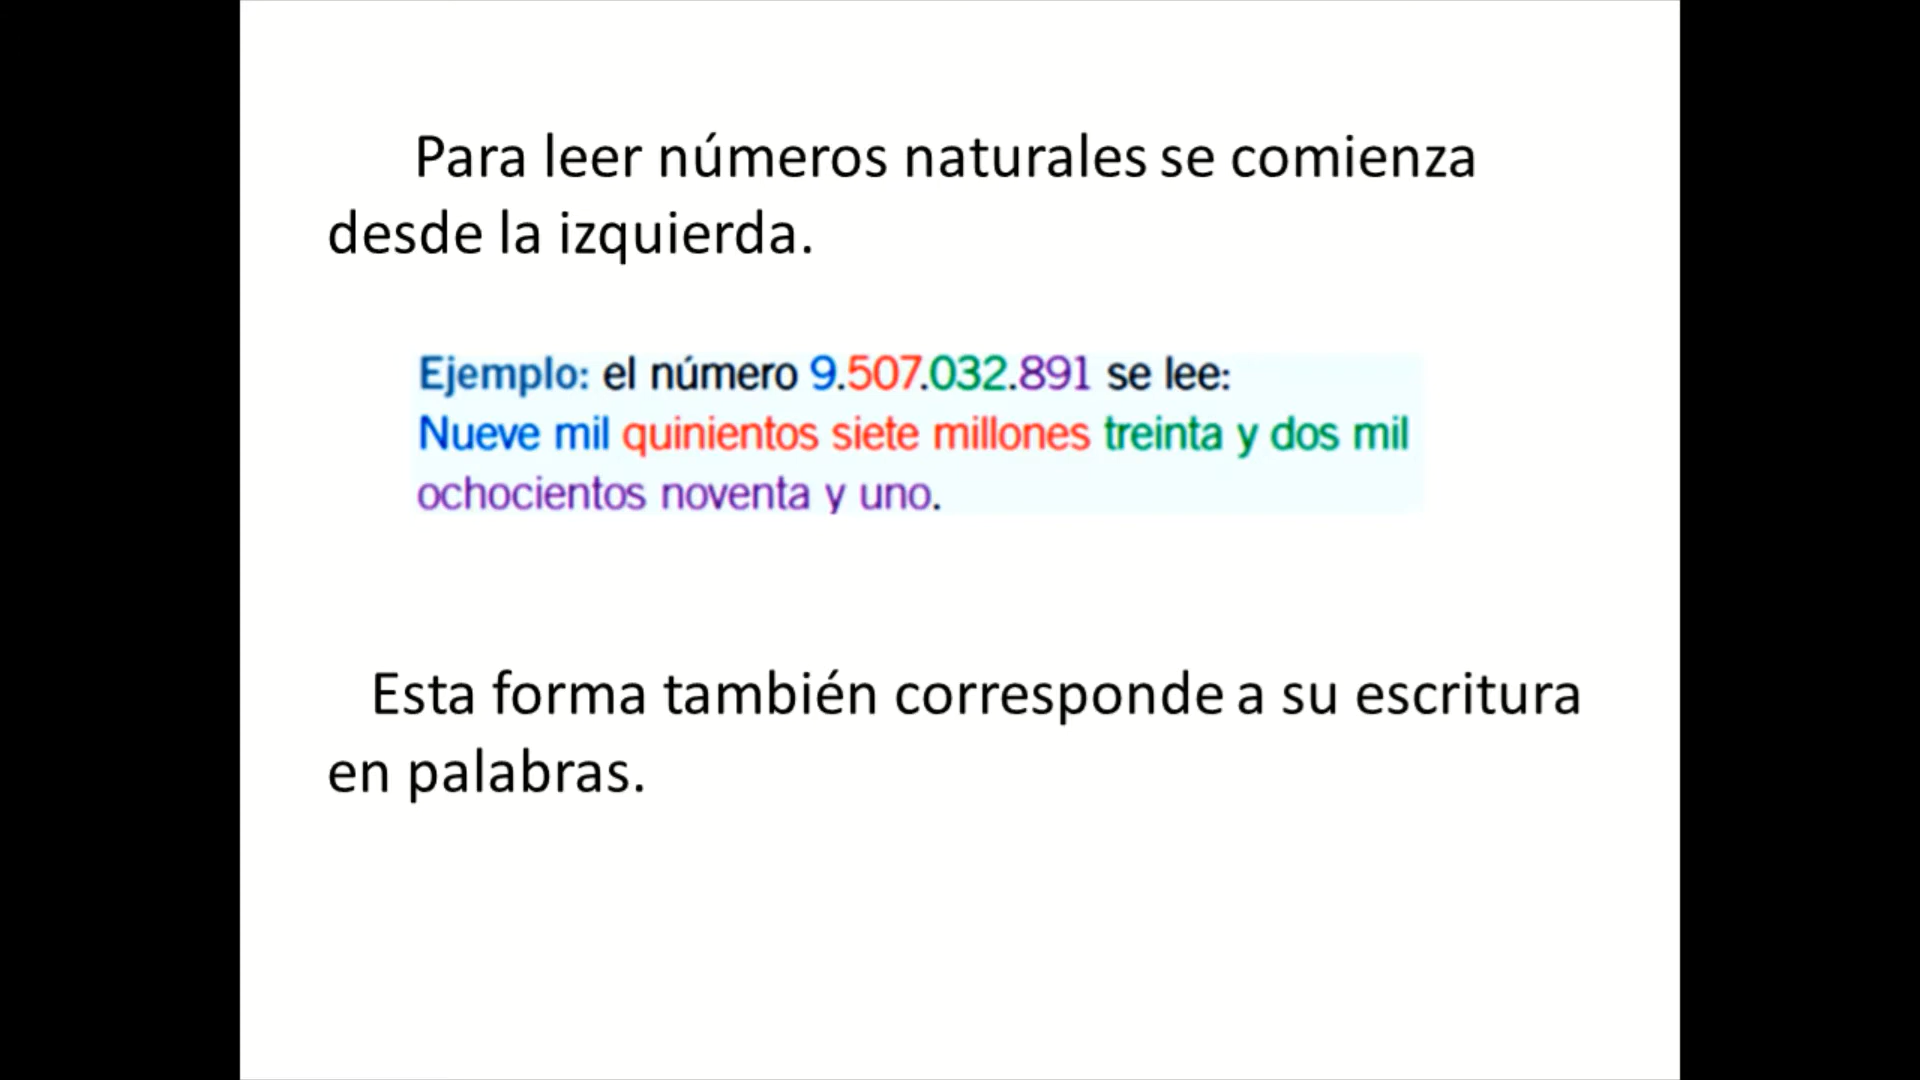 Para leer números naturales se comienza
desde la izquierda.
Ejemplo: el número 9.507.032.891 se lee:
Nueve mil quinientos siete millones treinta y dos mil
ochocientos noventa y uno.
Esta forma también corresponde a su escritura
en palabras.